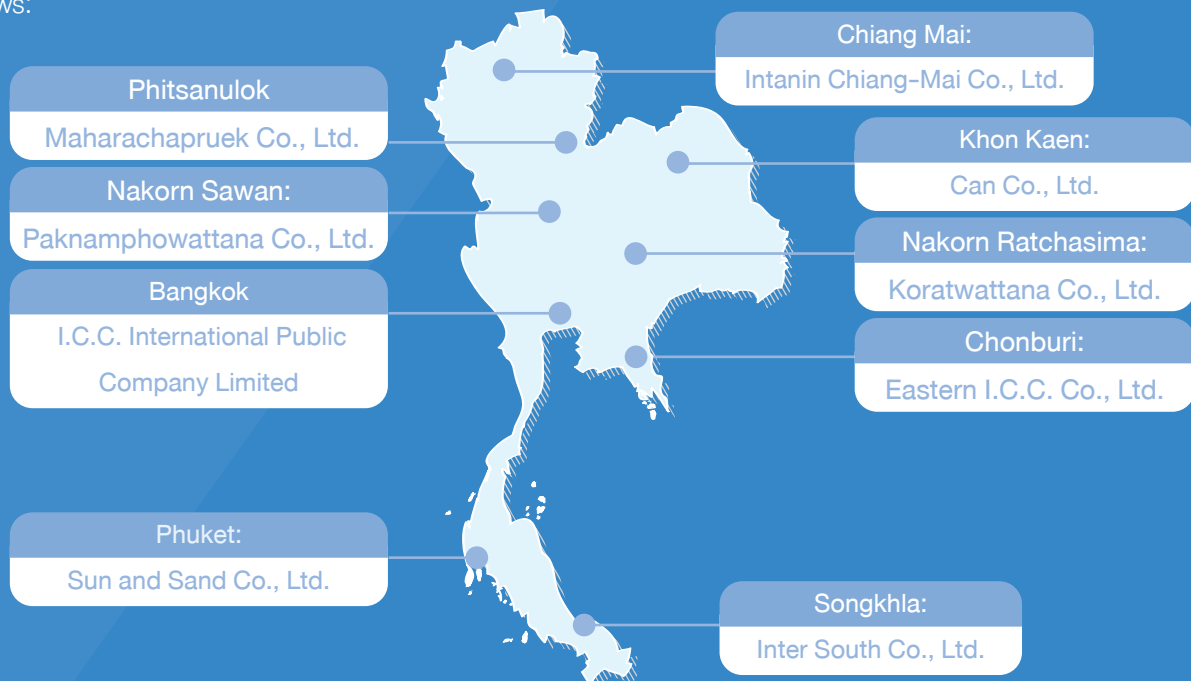 Chiang Mai:
Intanin Chiang-Mai Co., Ltd.
Phitsanulok
Maharachapruek Co., Ltd.
Khon Kaen:
Can Co., Ltd.
Nakorn Sawan:
Paknamphowattana Co., Ltd.
Nakorn Ratchasima:
Koratwattana Co., Ltd.
Bangkok
I.C.C. International Public
Company Limited
Chonburi:
Eastern I.C.C. Co., Ltd.
Phuket:
Sun and Sand Co., Ltd.
Songkhla:
Inter South Co., Ltd.